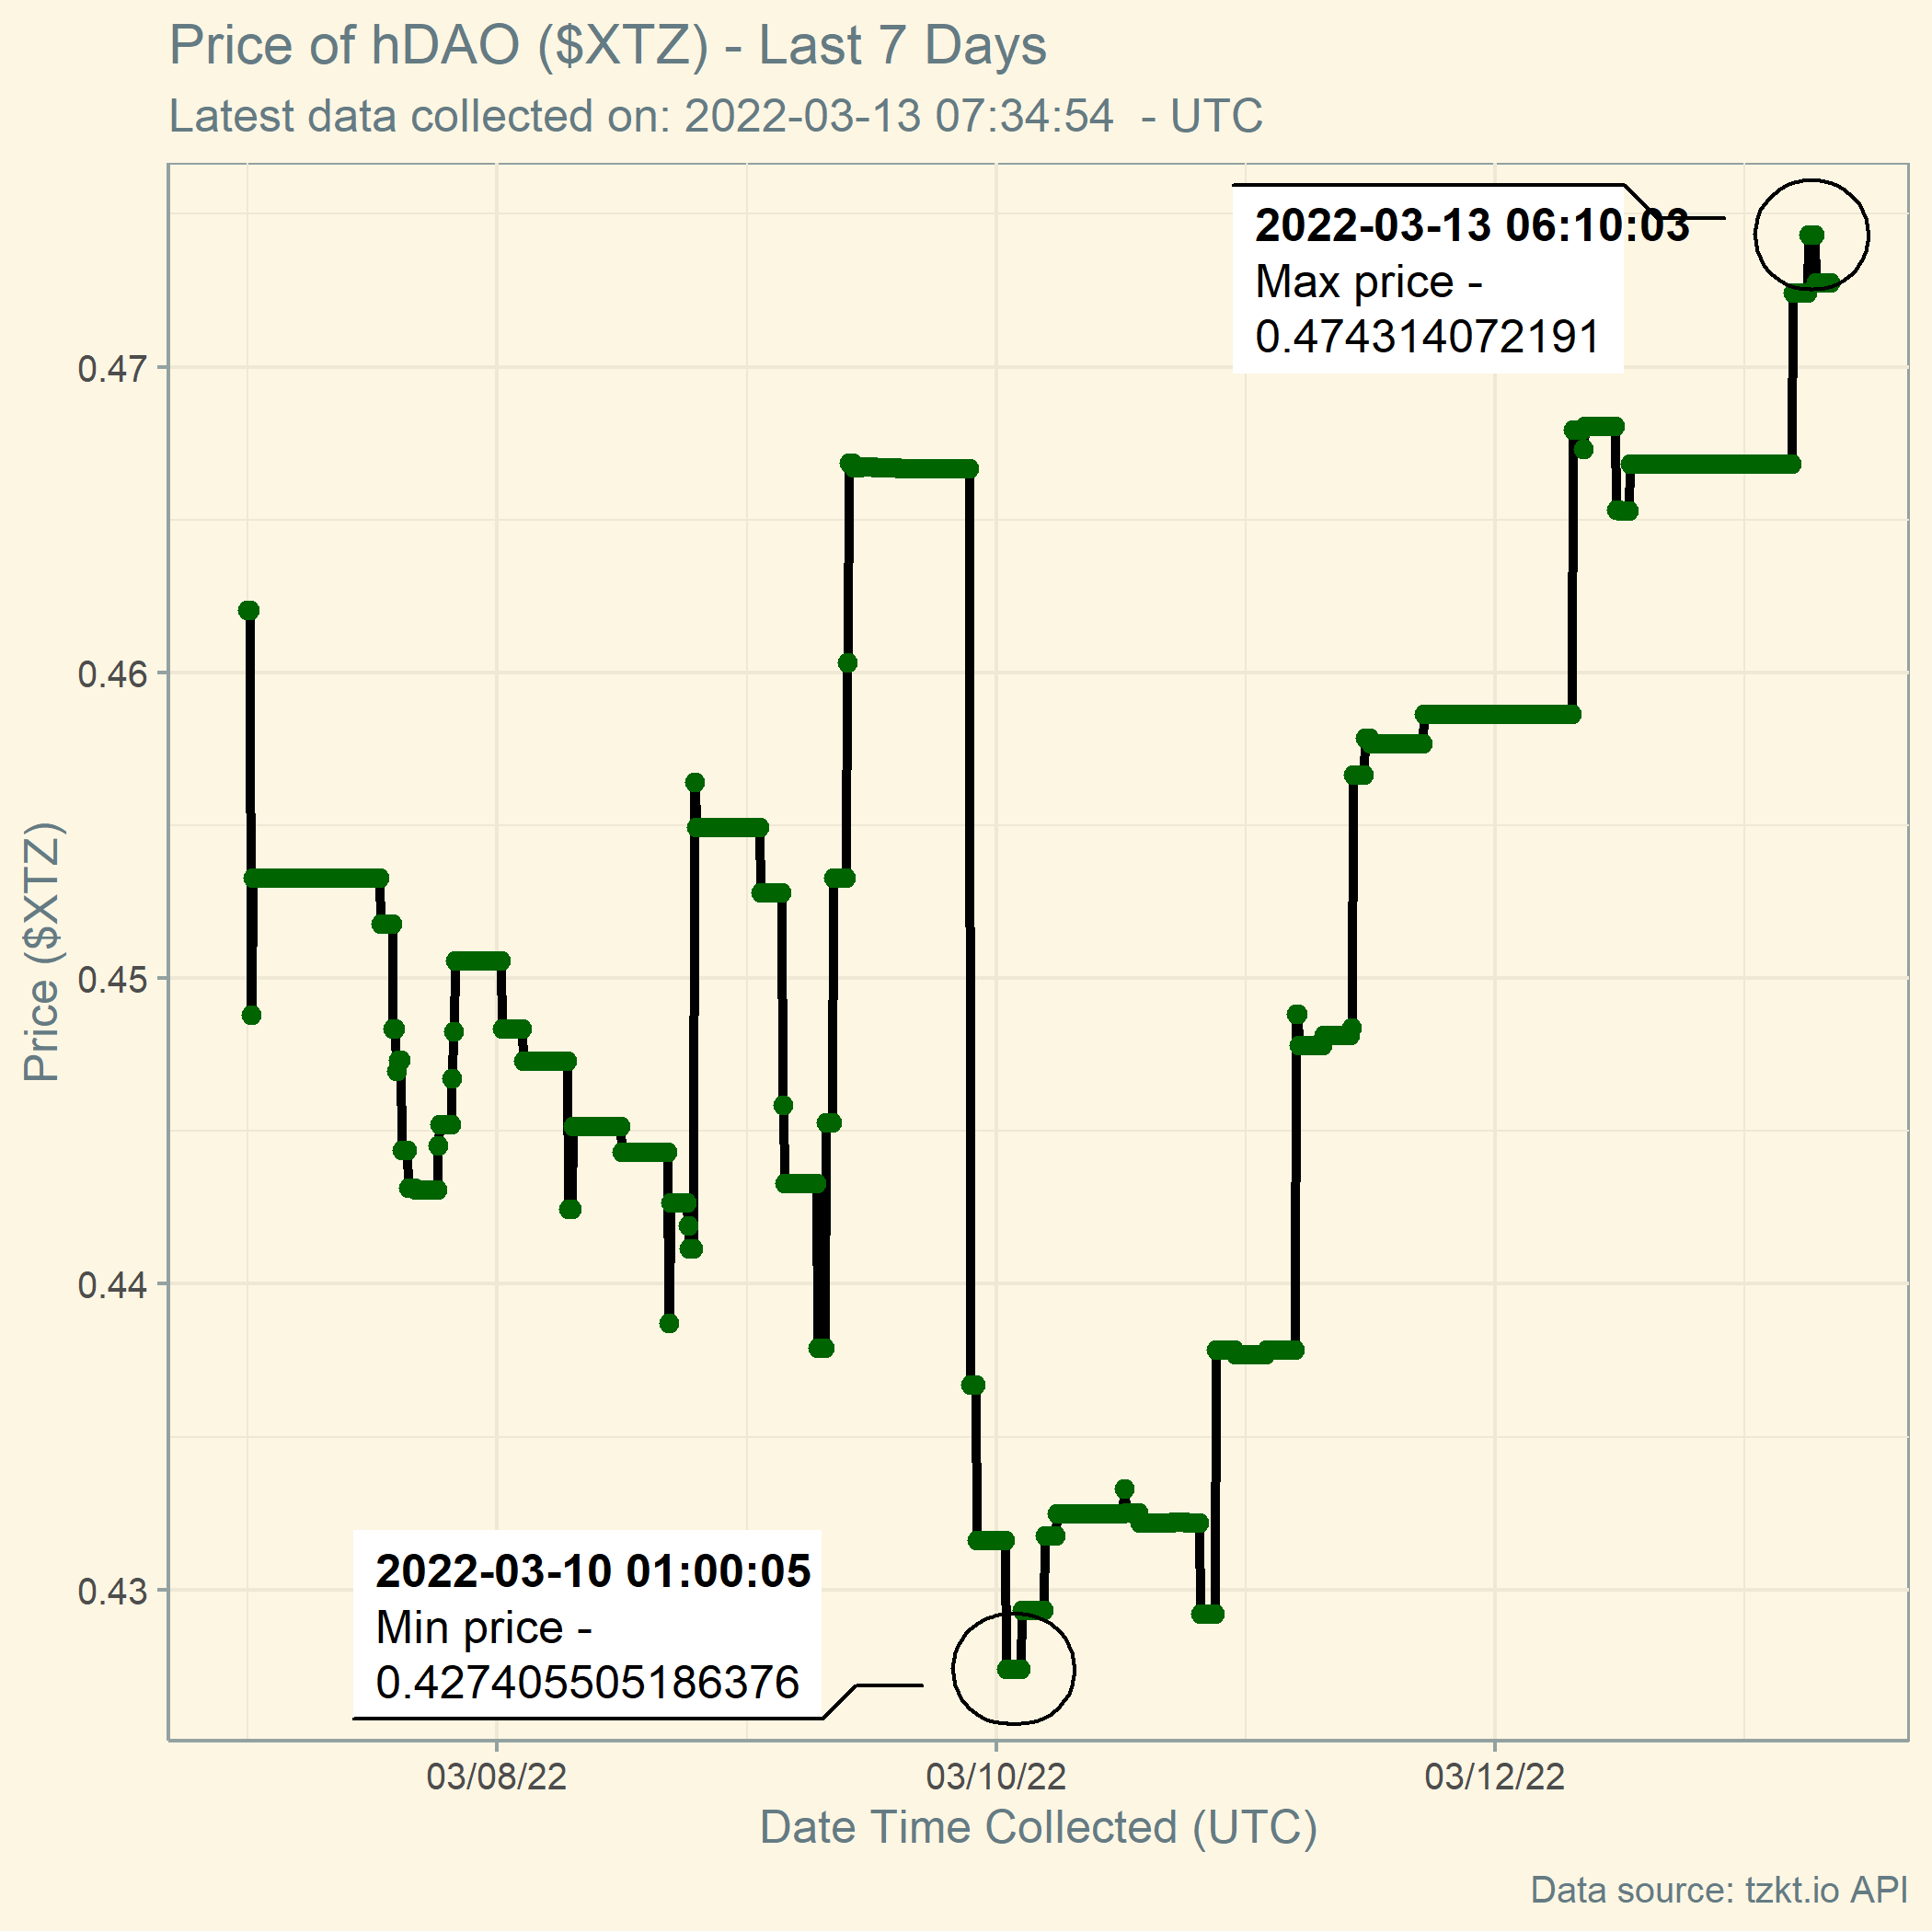 Price of hDAO ($XTZ) - Last 7 Days
Latest data collected on: 2022-03-13 07:34:54  - UTC
2022-03-13 06:10:03
Max price -
0.474314072191
0.47
0.46
0.45
0.44
0.43
Price ($XTZ)
2022-03-10 01:00:05
Min price -
0.427405505186376
03/08/22
03/10/22
03/12/22
Date Time Collected (UTC)
Data source: tzkt.io API